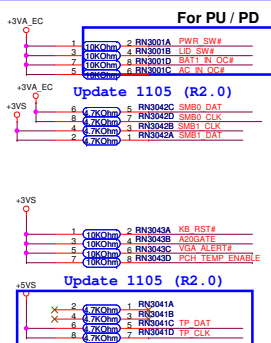 For PU / PD
+3VA_EC
1 10KOhm 2 RN3001A PWR_SW#
3 10KOhm 4 RN3001B LID_SW#
7 10KOhm 8 RN3001D BAT1_IN_OC#
5 10KOhm 6 RN3001C AC_IN_OC#
+3VA_EC
Update 1105 (R2.0)
+3VS
6 4.7KOhm 5 RN3042C SMB0_DAT
8 4.7KOhm 7 RN3042D SMB0_CLK
4 4.7KOhm 3 RN3042B SMB1_CLK
2 4.7KOhm 1 RN3042A SMB1_DAT
+3VS
1 10KOhm 2 RN3043A KB_RST#
3 10KOhm 4 RN3043B A20GATE
5 10KOhm 6 RN3043C VGA_ALERT#
7 10KOhm 8 RN3043D PCH_TEMP_ENABLE
Update 1105 (R2.0)
+5VS
2 4.7KOhm 1 RN3041A
4 4.7KOhm 3 RN3041B
6 4.7KOhm 5 RN3041C TP_DAT
8 4.7KOhm 7 RN3041D TP_CLK